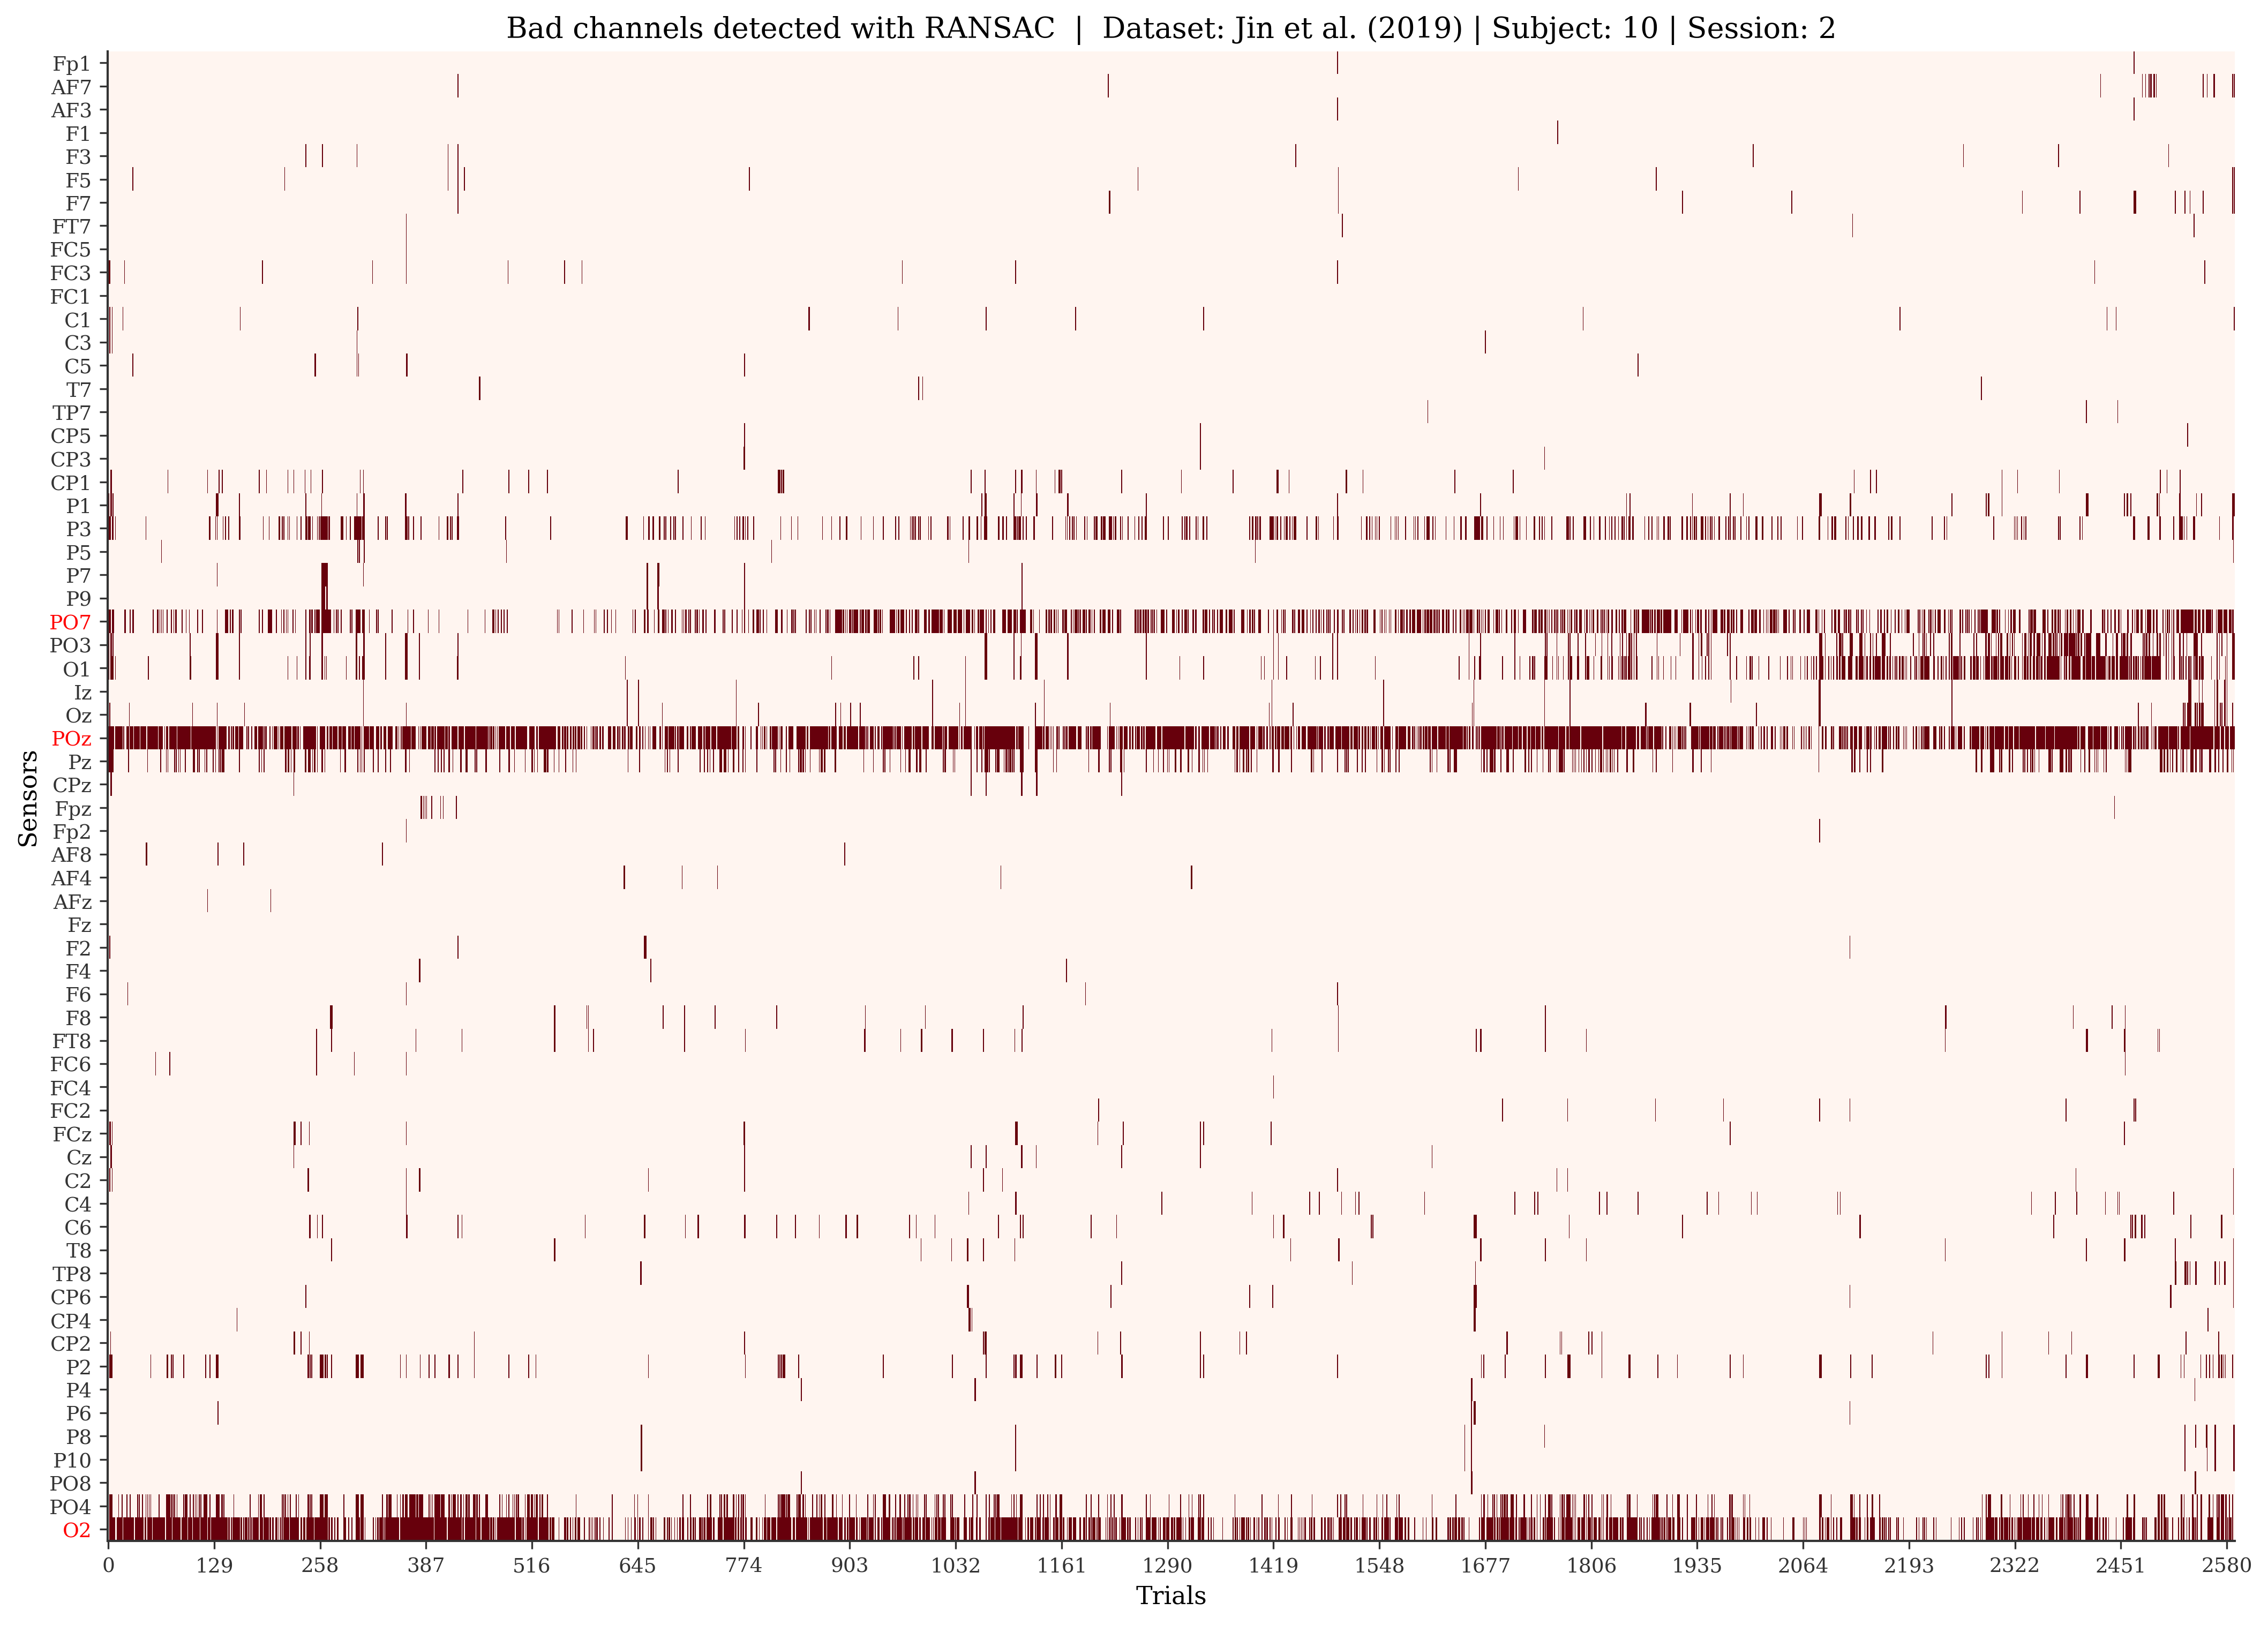 Bad channels detected with RANSAC | Dataset: Jin et al. (2019) | Subject: 10 | Session: 2
Sensors
Fp1
AF7
AF3
F1
F3
F5
F7
FT7
FC5
FC3
FC1
C1
C3
C5
T7
TP7
CP5
CP3
CP1
P1
P3
P5
P7
P9
PO7
PO3
O1
Iz
Oz
POz
Pz
CPz
Fpz
Fp2
AF8
AF4
AFz
Fz
F2
F4
F6
F8
FT8
FC6
FC4
FC2
FCz
Cz
C2
C4
C6
T8
TP8
CP6
CP4
CP2
P2
P4
P6
P8
P10
PO8
PO4
O2
0 129 258 387 516 645 774 903 1032 1161 1290 1419 1548 1677 1806 1935 2064 2193 2322 2451 2580
Trials